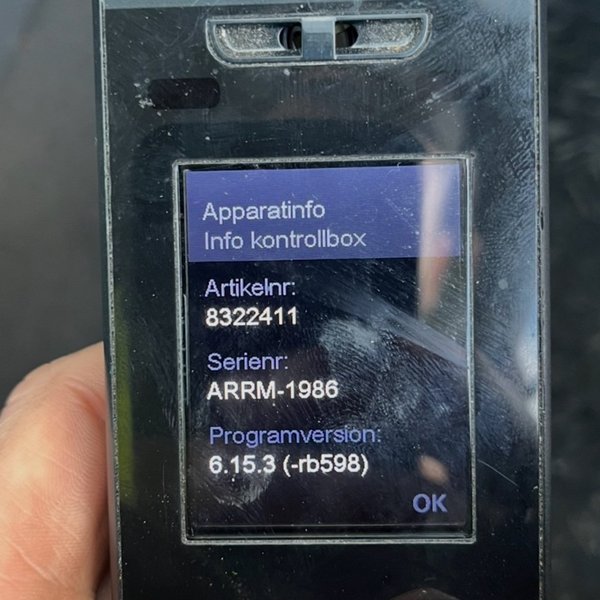 Apparatinfo
Info kontrollbox
Artikelnr:
8322411
Serienr:
ARRM-1986
Programversion:
6.15.3 (-rb598)
OK